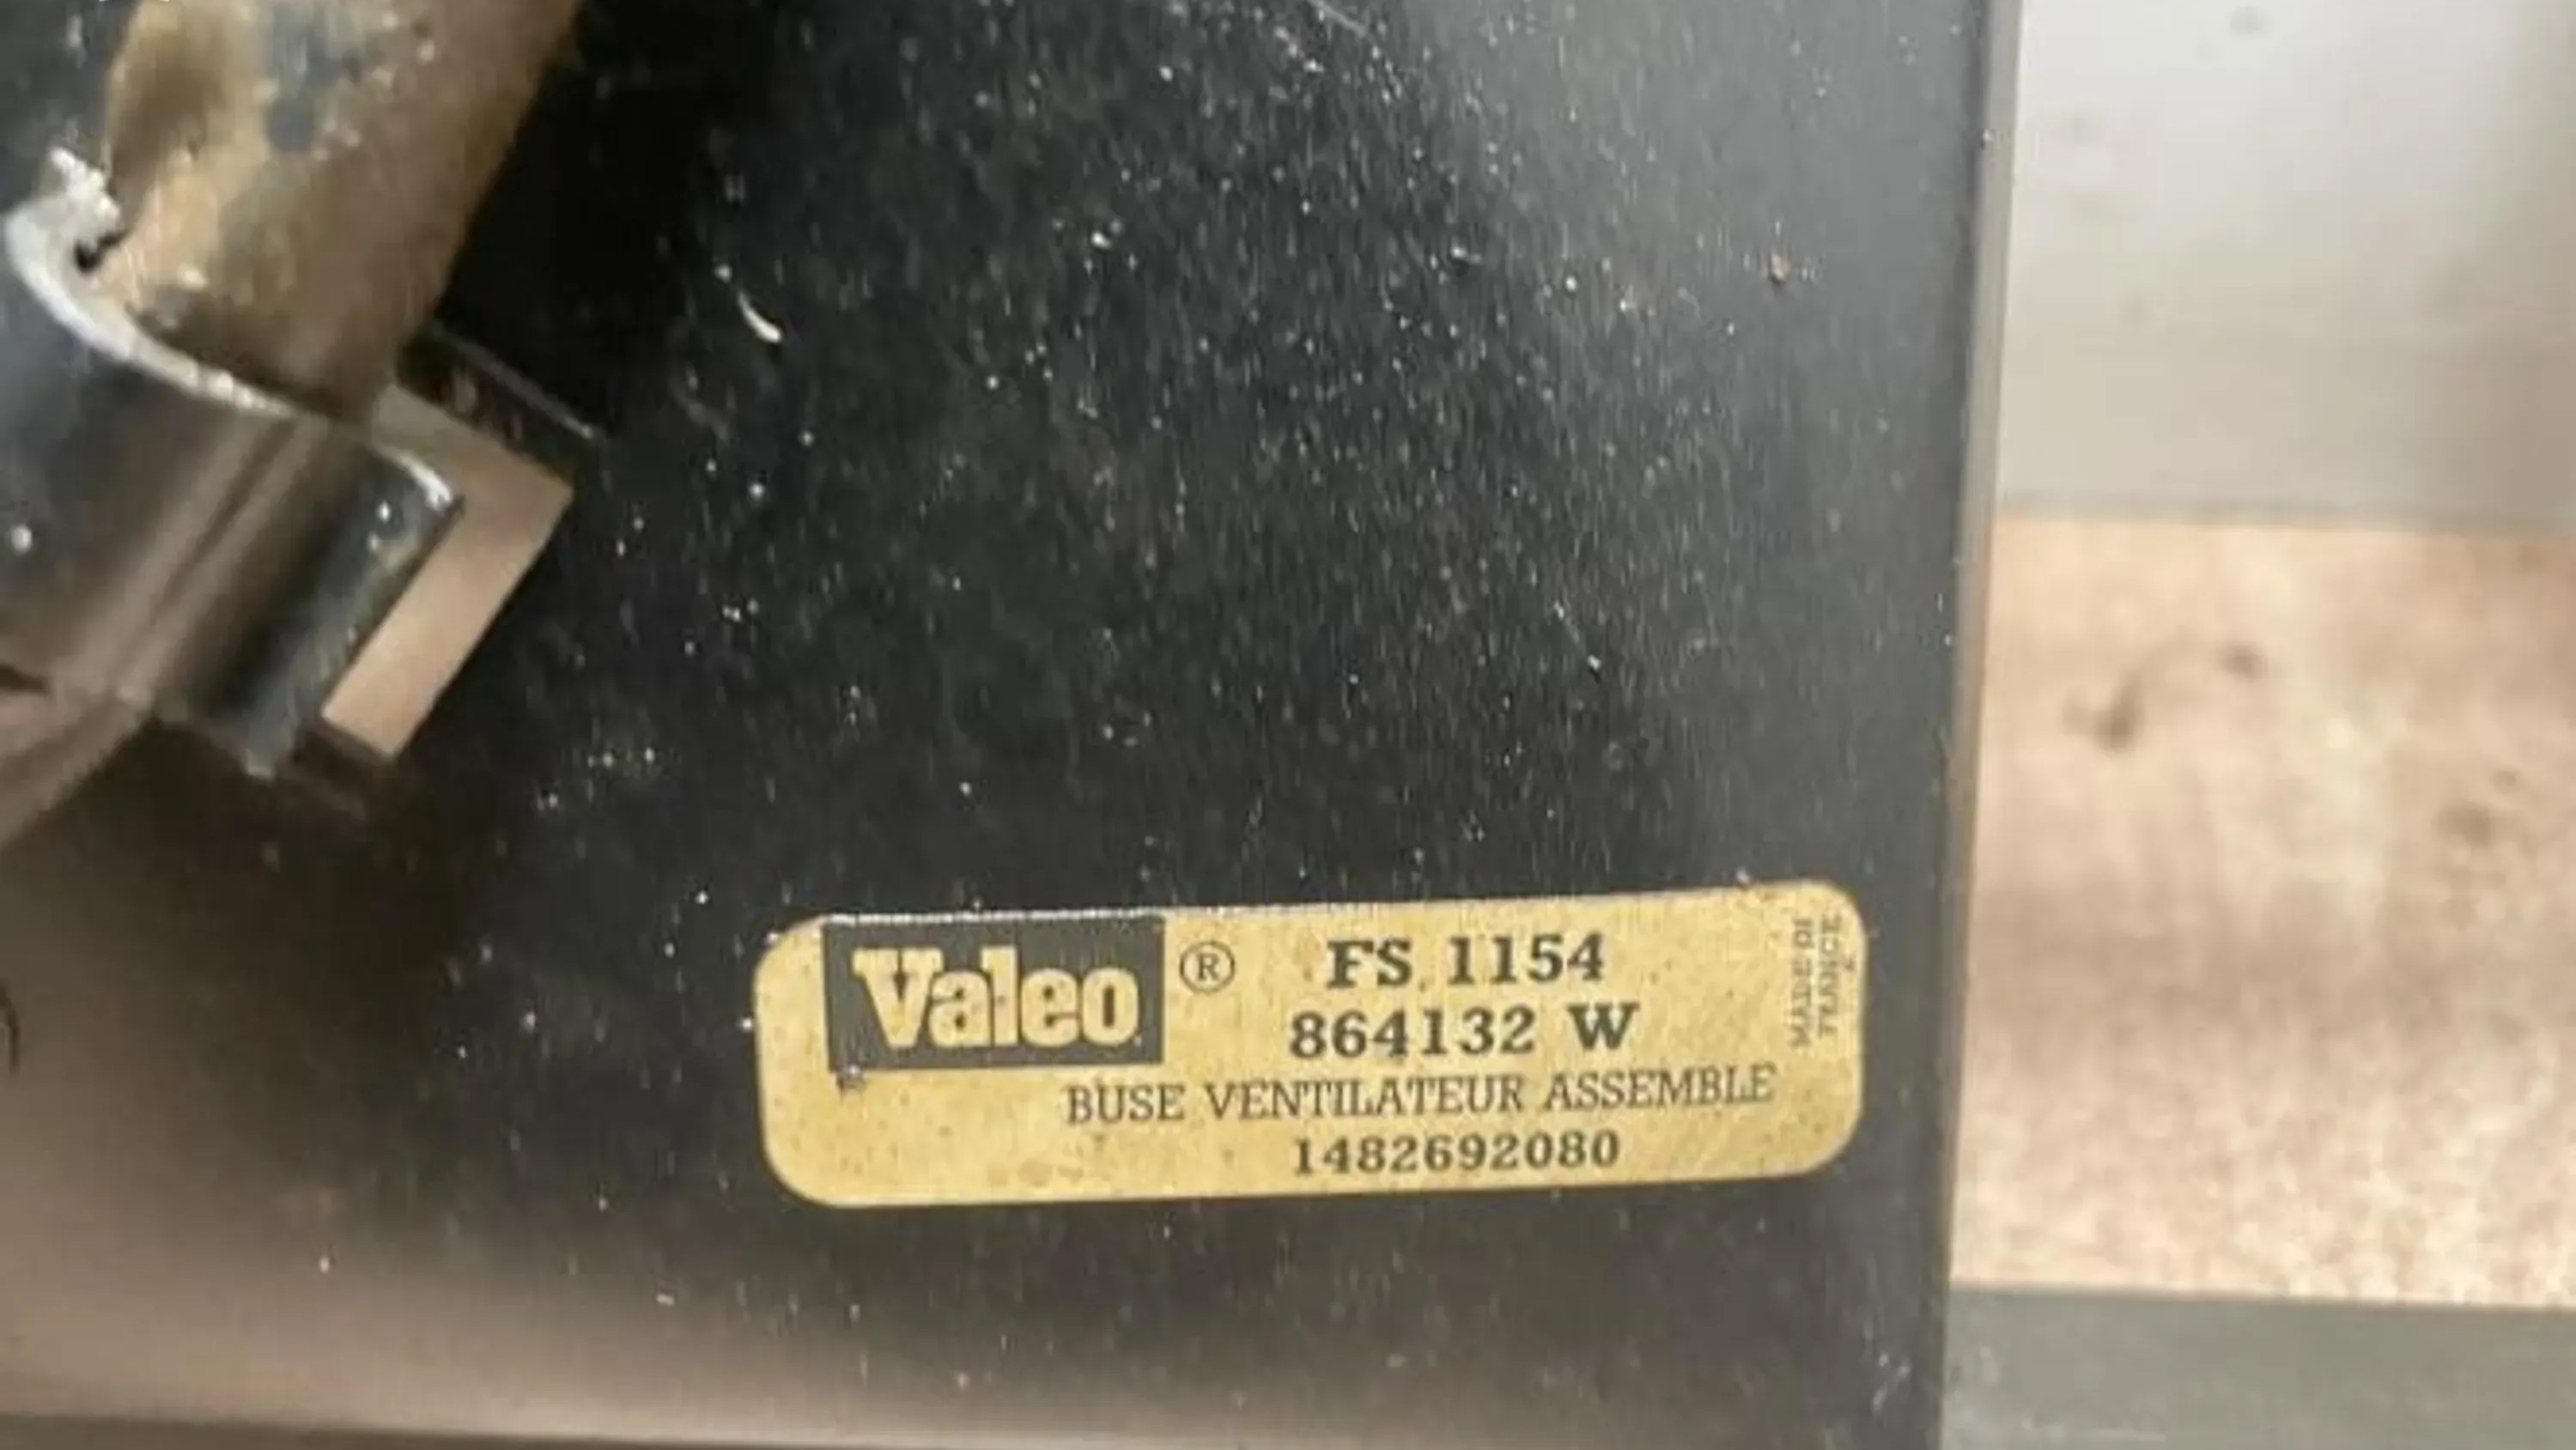 Valeo ® FS 1154
864132 W
BUSE VENTILATEUR ASSEMBLE
1482692080
MADE IN
FRANCE